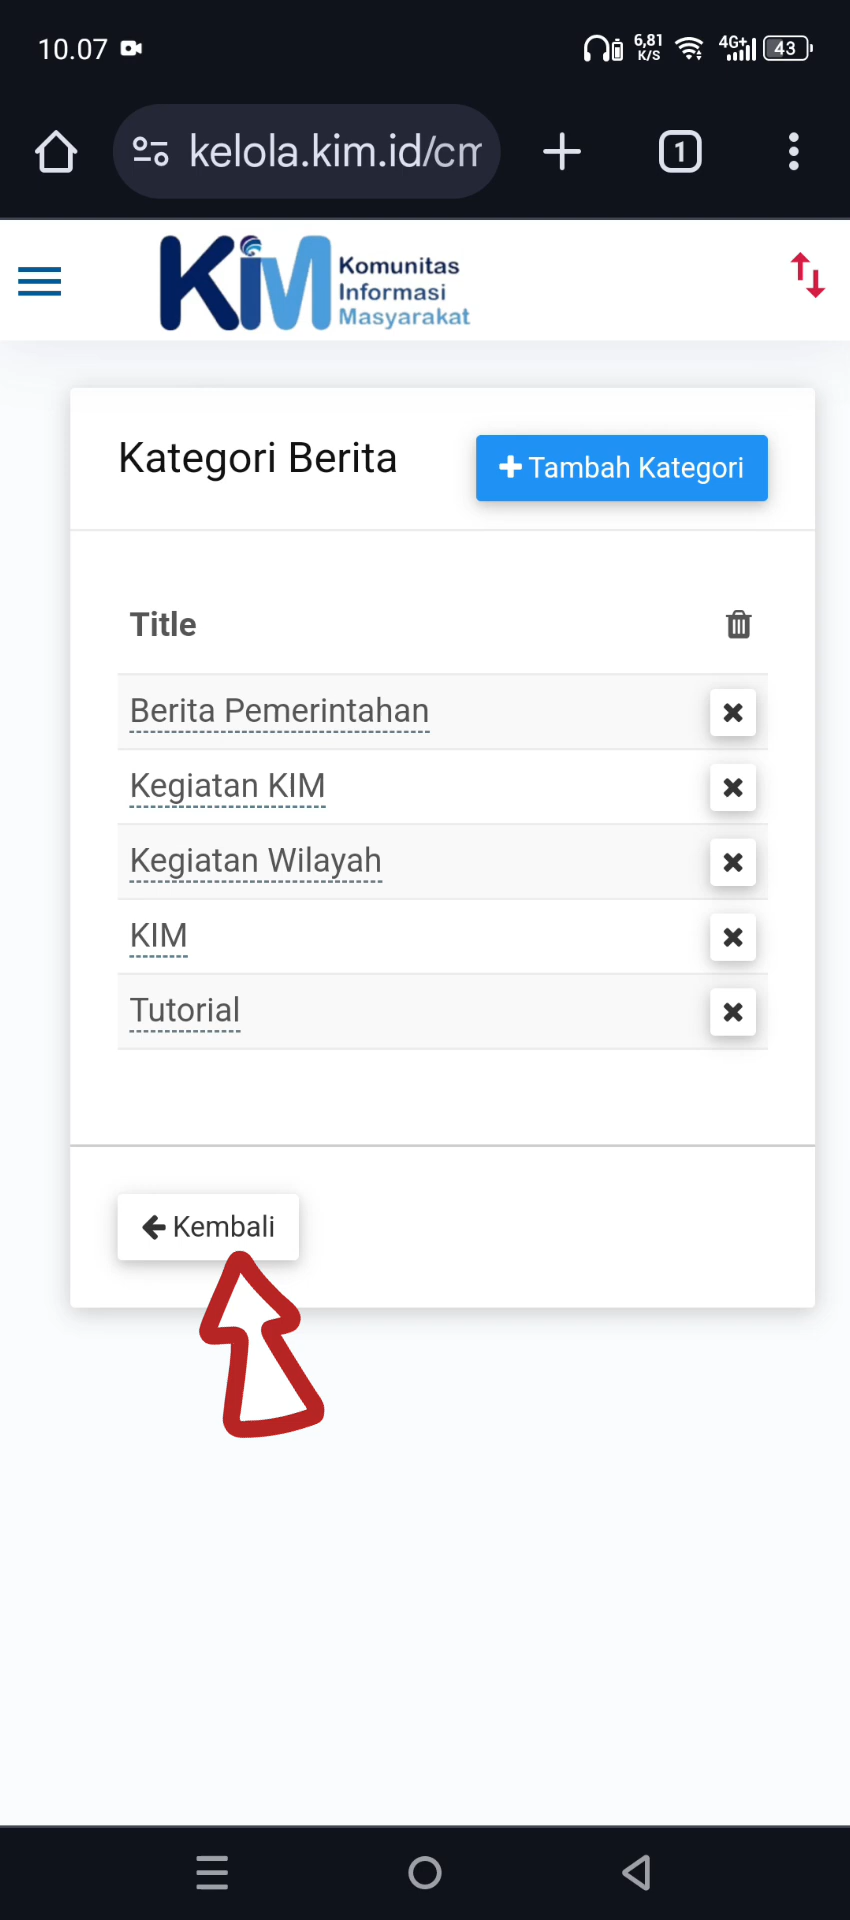 10.07
6,81
K/S
4G+
43
kelola.kim.id/cm
1
KiM
Komunitas
Informasi
Masyarakat
Kategori Berita
Tambah Kategori
Title
Berita Pemerintahan
Kegiatan KIM
Kegiatan Wilayah
KIM
Tutorial
Kembali